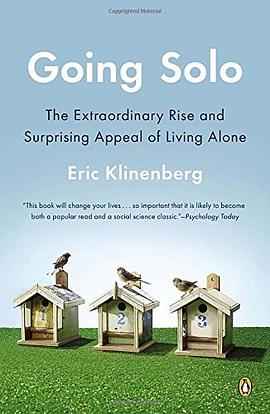 Going Solo
The Extraordinary Rise and
Surprising Appeal of Living Alone
Eric Klinenberg
“This book will change your lives . . . so important that it is likely to become
both a popular read and a social science classic.”—Psychology Today
1
2
3